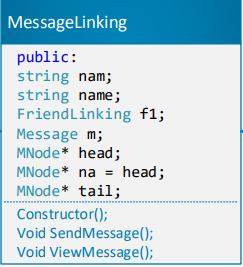 MessageLinking
public:
string nam;
string name;
FriendLinking f1;
Message m;
MNode* head;
MNode* na = head;
MNode* tail;
Constructor();
Void SendMessage();
Void ViewMessage();